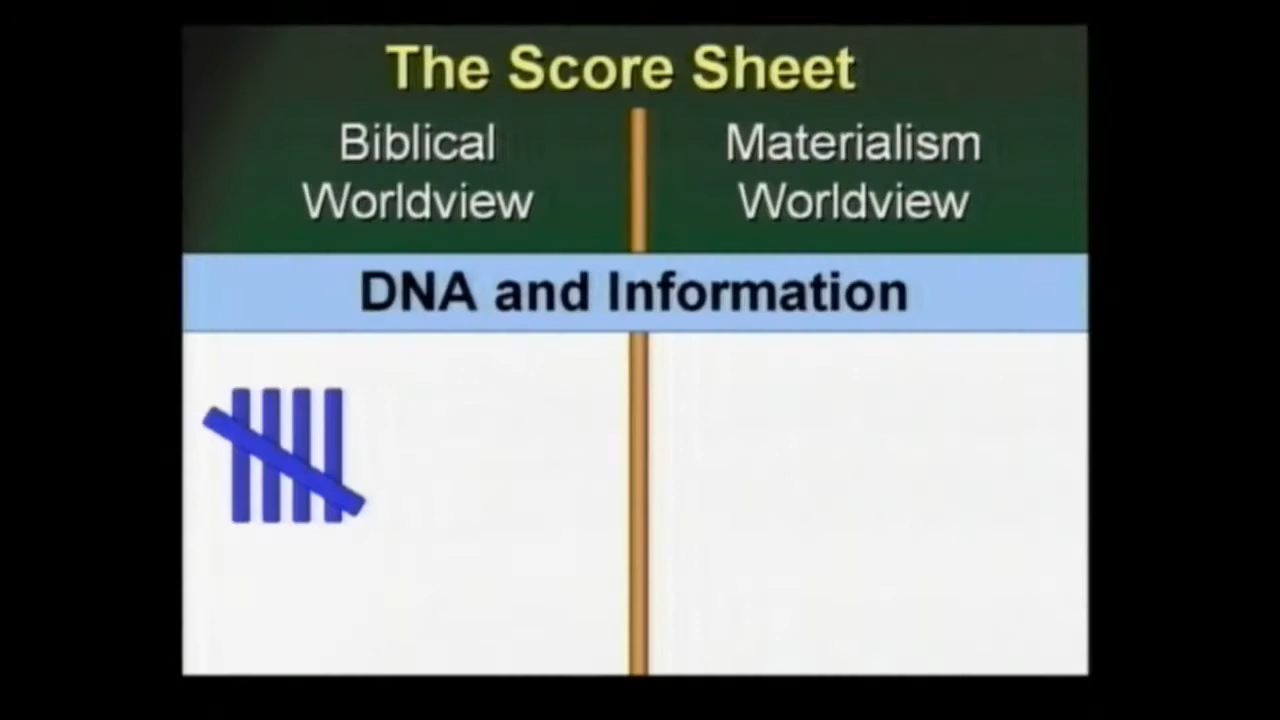 The Score Sheet
Biblical
Worldview
Materialism
Worldview
DNA and Information